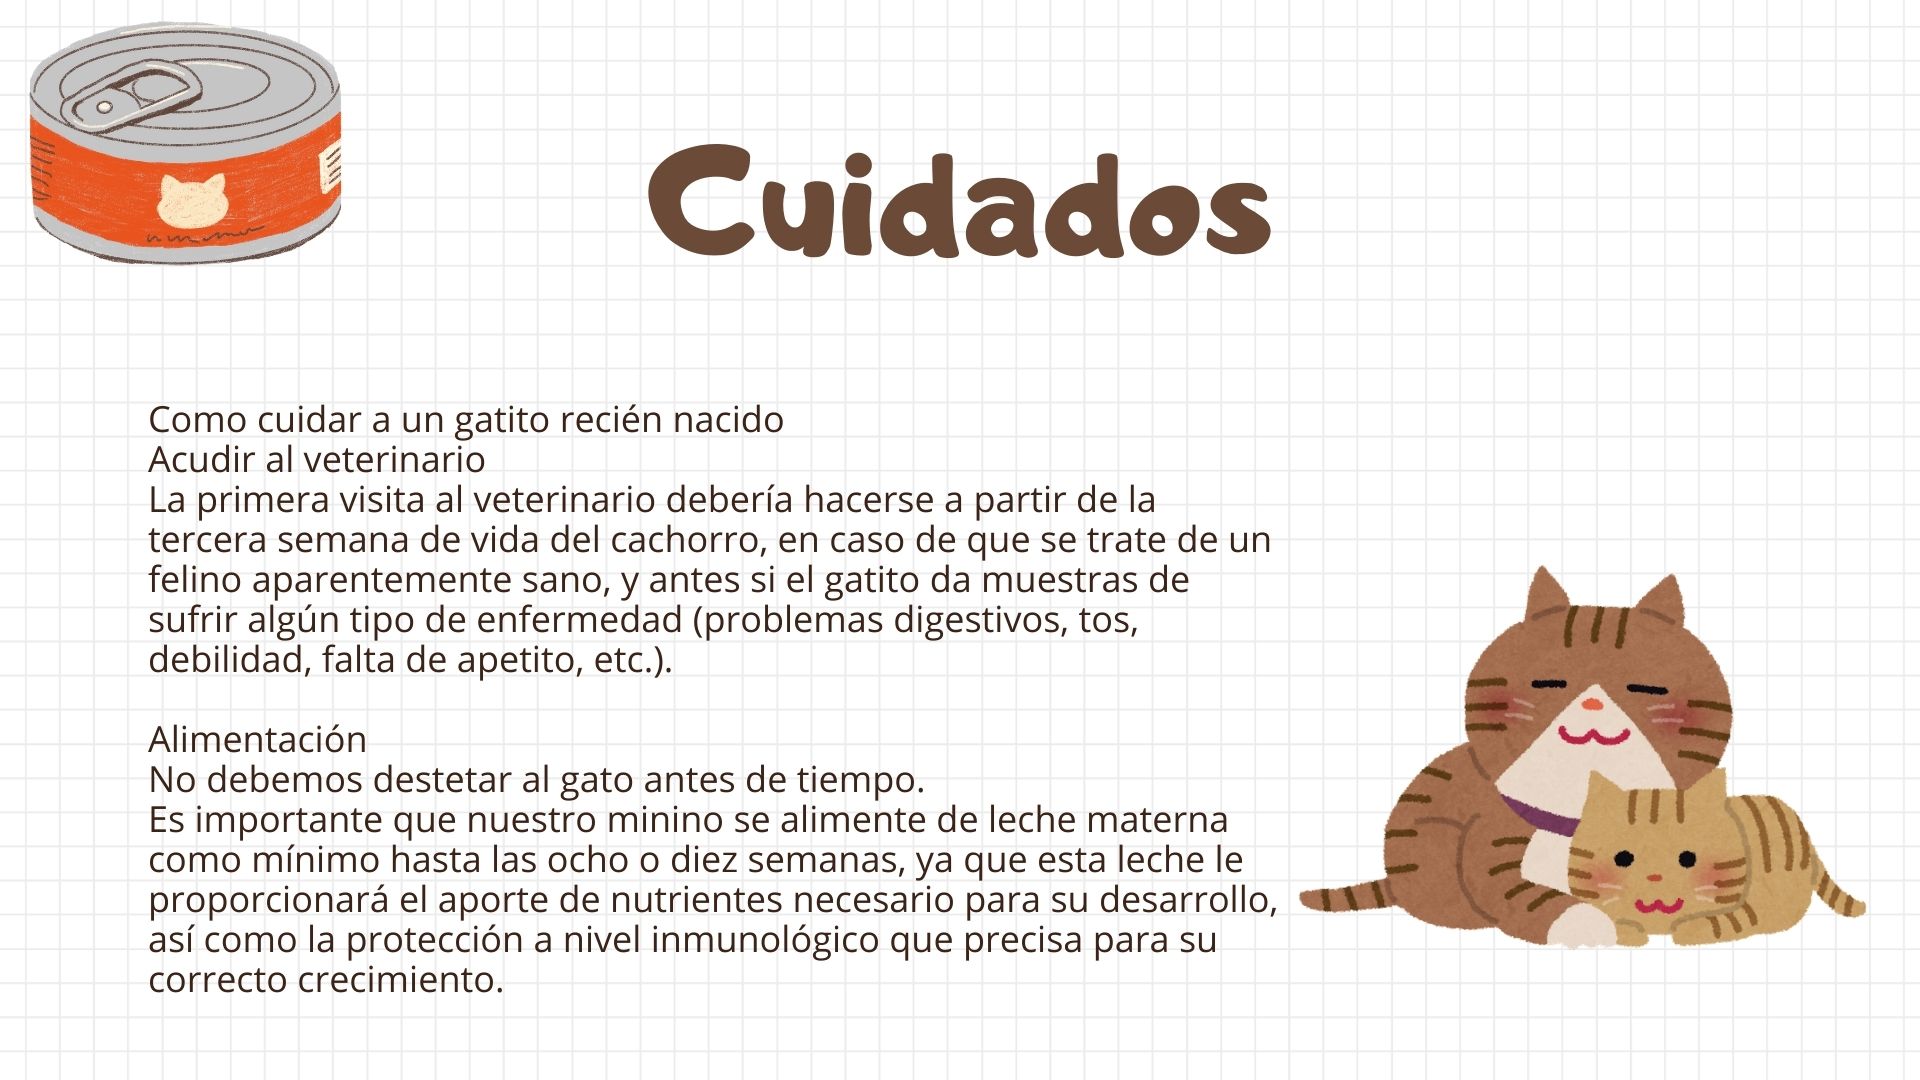 Cuidados
Como cuidar a un gatito recién nacido
Acudir al veterinario
La primera visita al veterinario debería hacerse a partir de la
tercera semana de vida del cachorro, en caso de que se trate de un
felino aparentemente sano, y antes si el gatito da muestras de
sufrir algún tipo de enfermedad (problemas digestivos, tos,
debilidad, falta de apetito, etc.).
Alimentación
No debemos destetar al gato antes de tiempo.
Es importante que nuestro minino se alimente de leche materna
como mínimo hasta las ocho o diez semanas, ya que esta leche le
proporcionará el aporte de nutrientes necesario para su desarrollo,
así como la protección a nivel inmunológico que precisa para su
correcto crecimiento.